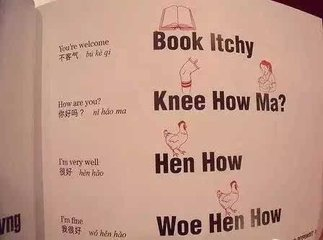 You're welcome
不客气 bú kè qì
Book Itchy
How are you?
你好吗? nǐ hǎo ma
Knee How Ma?
I'm very well
很好 hěn hǎo
Hen How
I'm fine
我很好 wǒ hěn hǎo
Woe Hen How